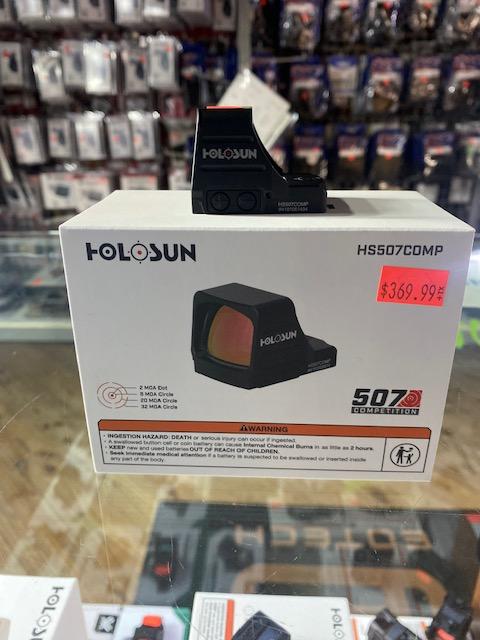 HOLOSUN
HS507COMP
HOLOSUN
HS507COMP
$369.99
HOLOSUN
2 MOA Dot
8 MOA Circle
20 MOA Circle
32 MOA Circle
507
COMPETITION
WARNING
• INGESTION HAZARD: DEATH or serious injury can occur if ingested.
• A swallowed button cell or coin battery can cause Internal Chemical Burns in as little as 2 hours.
• KEEP new and used batteries OUT OF REACH OF CHILDREN.
• Seek immediate medical attention if a battery is suspected to be swallowed or inserted inside
any part of the body.
EOTECH
HOLOSUN